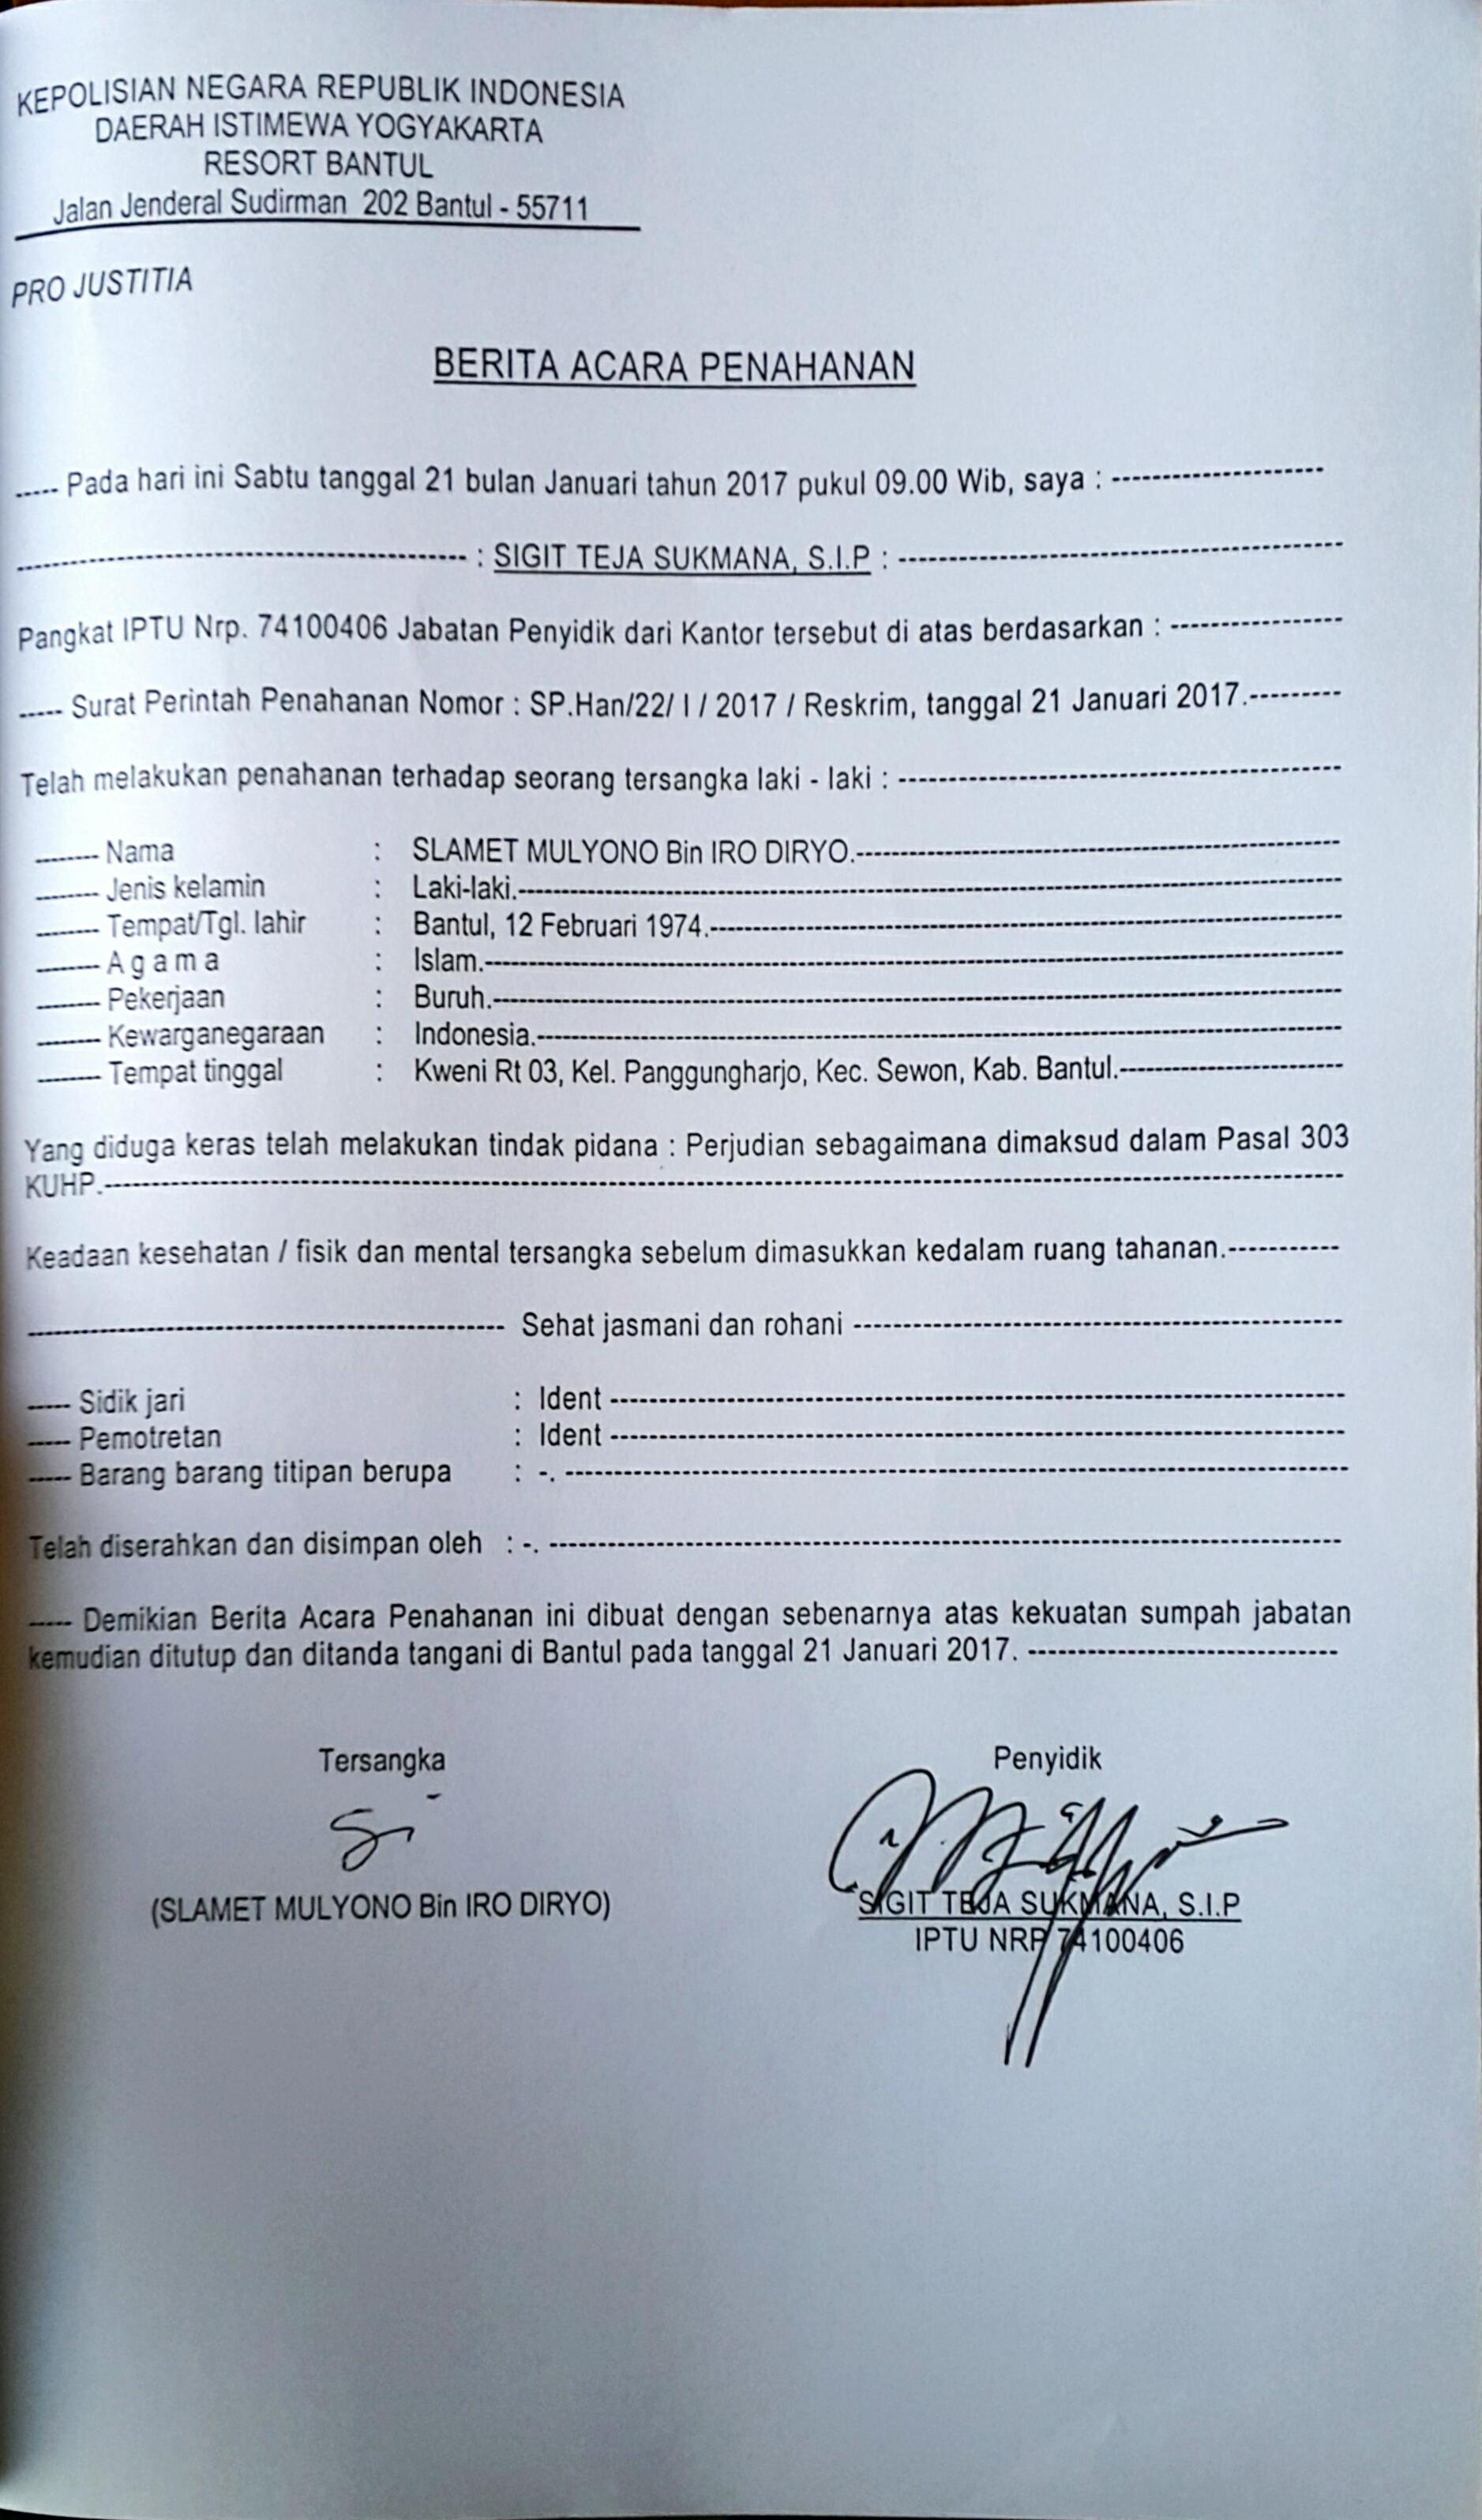 KEPOLISIAN NEGARA REPUBLIK INDONESIA
DAERAH ISTIMEWA YOGYAKARTA
RESORT BANTUL
Jalan Jenderal Sudirman 202 Bantul - 55711
PRO JUSTITIA
BERITA ACARA PENAHANAN
----- Pada hari ini Sabtu tanggal 21 bulan Januari tahun 2017 pukul 09.00 Wib, saya : --------------------
--------------------------------------------- : SIGIT TEJA SUKMANA, S.I.P : ---------------------------------------------
Pangkat IPTU Nrp. 74100406 Jabatan Penyidik dari Kantor tersebut di atas berdasarkan : -----------------
----- Surat Perintah Penahanan Nomor : SP.Han/22/ I / 2017 / Reskrim, tanggal 21 Januari 2017.---------
Telah melakukan penahanan terhadap seorang tersangka laki - laki : ---------------------------------------------
-------- Nama : SLAMET MULYONO Bin IRO DIRYO.-------------------------------------------------
-------- Jenis kelamin : Laki-laki.-------------------------------------------------
-------- Tempat/Tgl. lahir : Bantul, 12 Februari 1974.-------------------------------------------------
-------- A g a m a : Islam.-------------------------------------------------
-------- Pekerjaan : Buruh.-------------------------------------------------
-------- Kewarganegaraan : Indonesia.-------------------------------------------------
-------- Tempat tinggal : Kweni Rt 03, Kel. Panggungharjo, Kec. Sewon, Kab. Bantul.-----------------------
Yang diduga keras telah melakukan tindak pidana : Perjudian sebagaimana dimaksud dalam Pasal 303
KUHP.-------------------------------------------------
Keadaan kesehatan / fisik dan mental tersangka sebelum dimasukkan kedalam ruang tahanan.-----------
------------------------------------------------ Sehat jasmani dan rohani -------------------------------------------------
----- Sidik jari : Ident -------------------------------------------------
----- Pemotretan : Ident -------------------------------------------------
----- Barang barang titipan berupa : -. -------------------------------------------------
Telah diserahkan dan disimpan oleh : -. -------------------------------------------------
----- Demikian Berita Acara Penahanan ini dibuat dengan sebenarnya atas kekuatan sumpah jabatan
kemudian ditutup dan ditanda tangani di Bantul pada tanggal 21 Januari 2017. -------------------------------
Tersangka
Penyidik
(SLAMET MULYONO Bin IRO DIRYO)
SIGIT TEJA SUKMANA, S.I.P
IPTU NRP 74100406